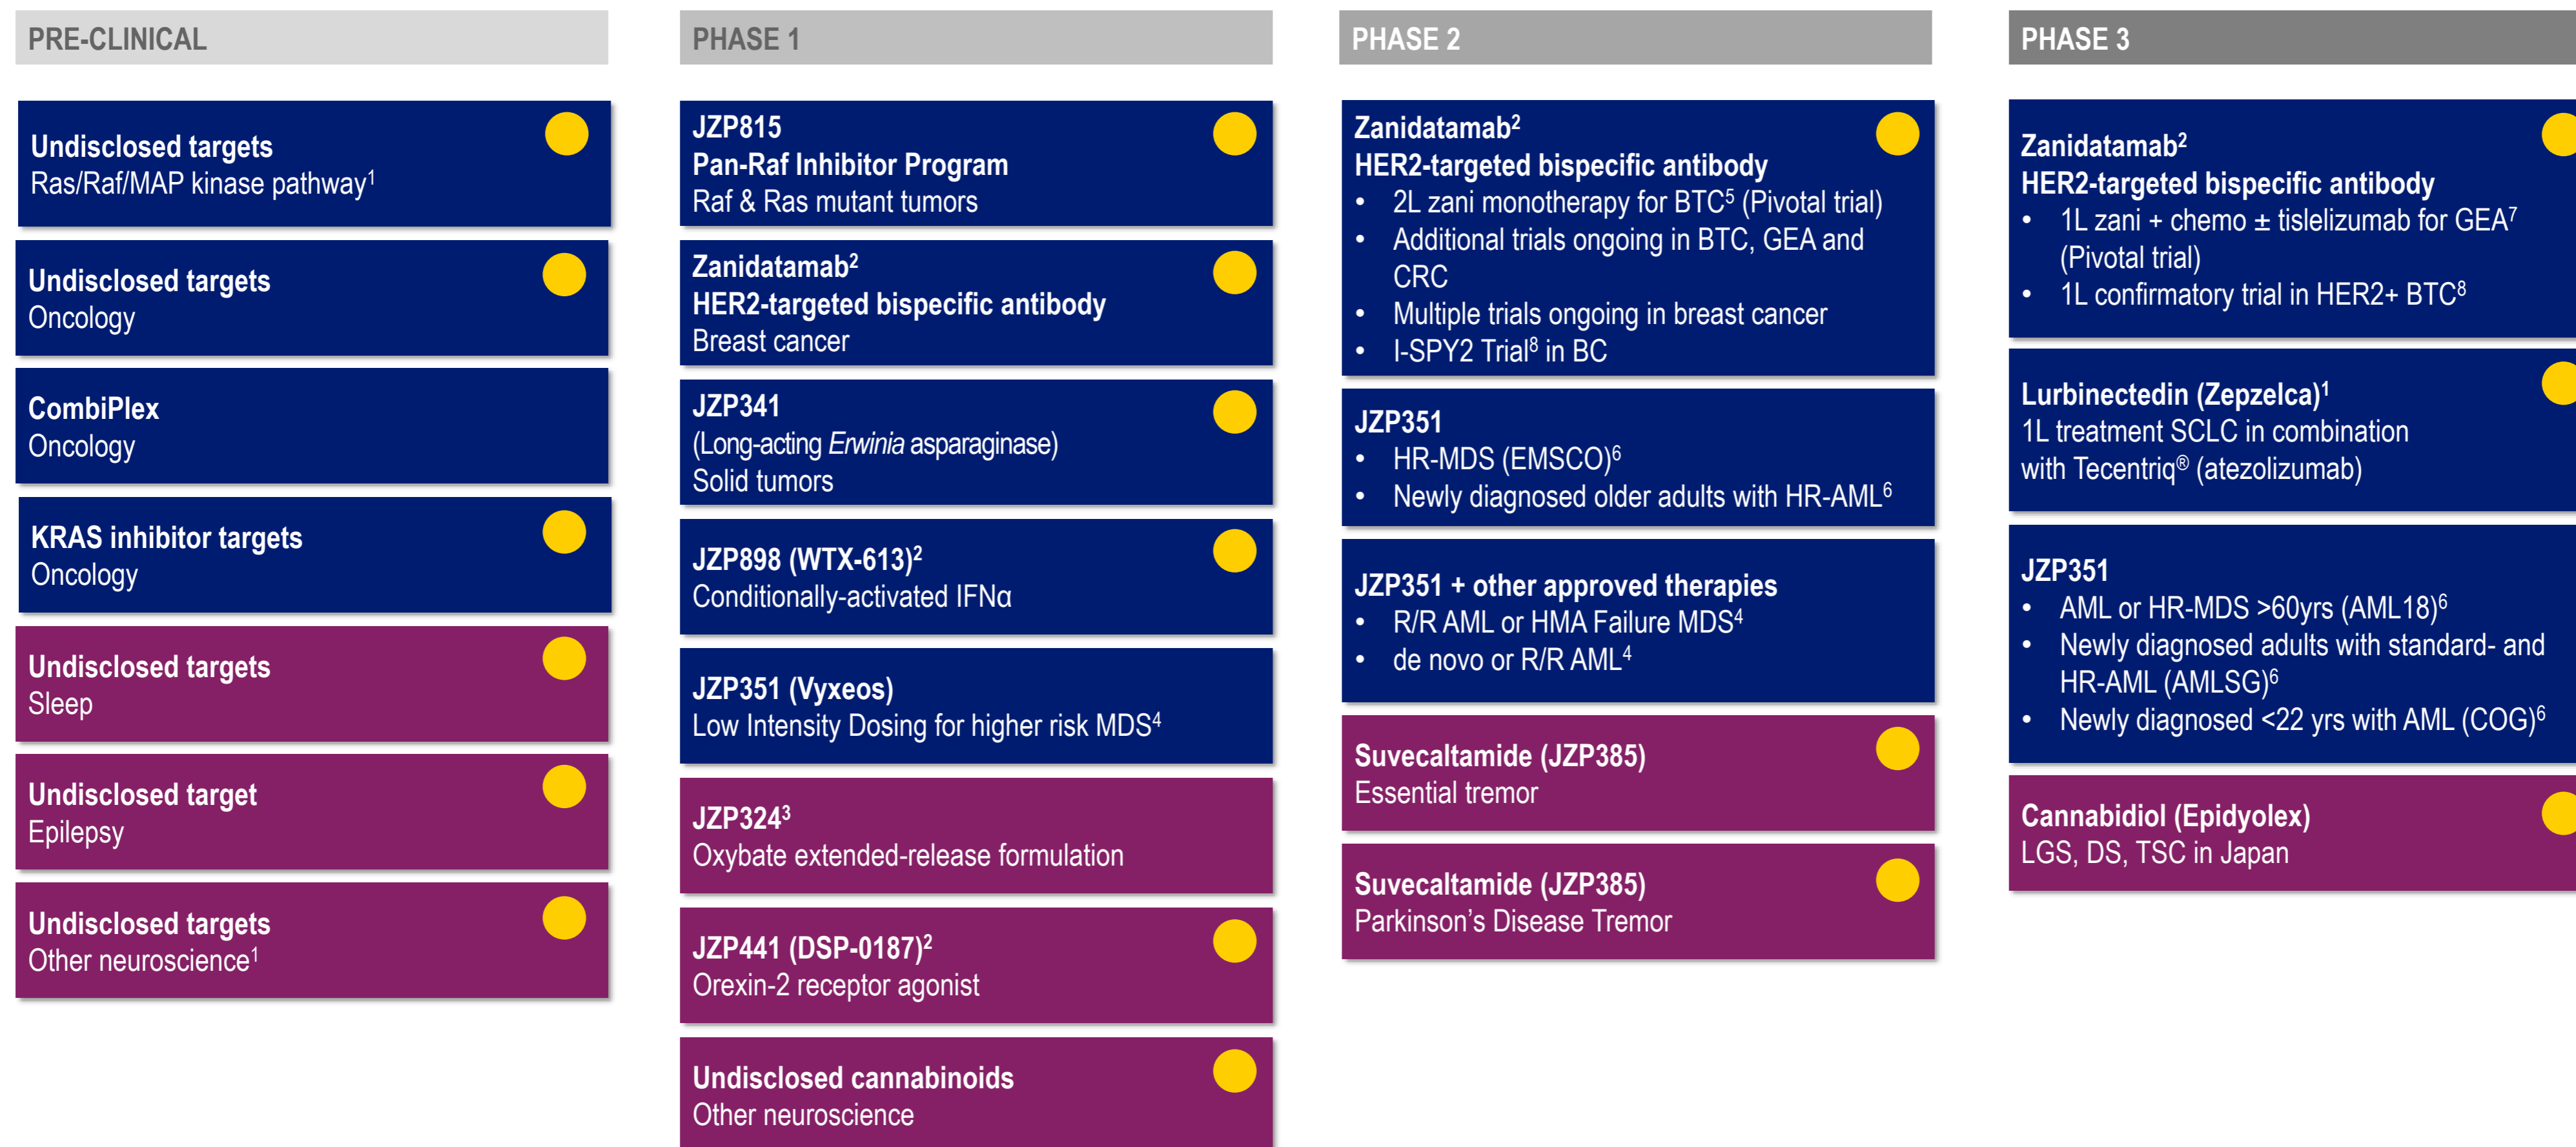 PRE-CLINICAL
Undisclosed targets
Ras/Raf/MAP kinase pathway¹
Undisclosed targets
Oncology
CombiPlex
Oncology
KRAS inhibitor targets
Oncology
Undisclosed targets
Sleep
Undisclosed target
Epilepsy
Undisclosed targets
Other neuroscience¹
PHASE 1
JZP815
Pan-Raf Inhibitor Program
Raf & Ras mutant tumors
Zanidatamab²
HER2-targeted bispecific antibody
Breast cancer
JZP341
(Long-acting Erwinia asparaginase)
Solid tumors
JZP898 (WTX-613)²
Conditionally-activated IFNα
JZP351 (Vyxeos)
Low Intensity Dosing for higher risk MDS⁴
JZP324³
Oxybate extended-release formulation
JZP441 (DSP-0187)²
Orexin-2 receptor agonist
Undisclosed cannabinoids
Other neuroscience
PHASE 2
Zanidatamab²
HER2-targeted bispecific antibody
• 2L zani monotherapy for BTC⁵ (Pivotal trial)
• Additional trials ongoing in BTC, GEA and
CRC
• Multiple trials ongoing in breast cancer
• I-SPY2 Trial⁸ in BC
JZP351
• HR-MDS (EMSCO)⁶
• Newly diagnosed older adults with HR-AML⁶
JZP351 + other approved therapies
• R/R AML or HMA Failure MDS⁴
• de novo or R/R AML⁴
Suvecaltamide (JZP385)
Essential tremor
Suvecaltamide (JZP385)
Parkinson's Disease Tremor
PHASE 3
Zanidatamab²
HER2-targeted bispecific antibody
• 1L zani + chemo ± tislelizumab for GEA⁷
(Pivotal trial)
• 1L confirmatory trial in HER2+ BTC⁸
Lurbinectedin (Zepzelca)¹
1L treatment SCLC in combination
with Tecentriq® (atezolizumab)
JZP351
• AML or HR-MDS >60yrs (AML18)⁶
• Newly diagnosed adults with standard- and
HR-AML (AMLSG)⁶
• Newly diagnosed <22 yrs with AML (COG)⁶
Cannabidiol (Epidyolex)
LGS, DS, TSC in Japan